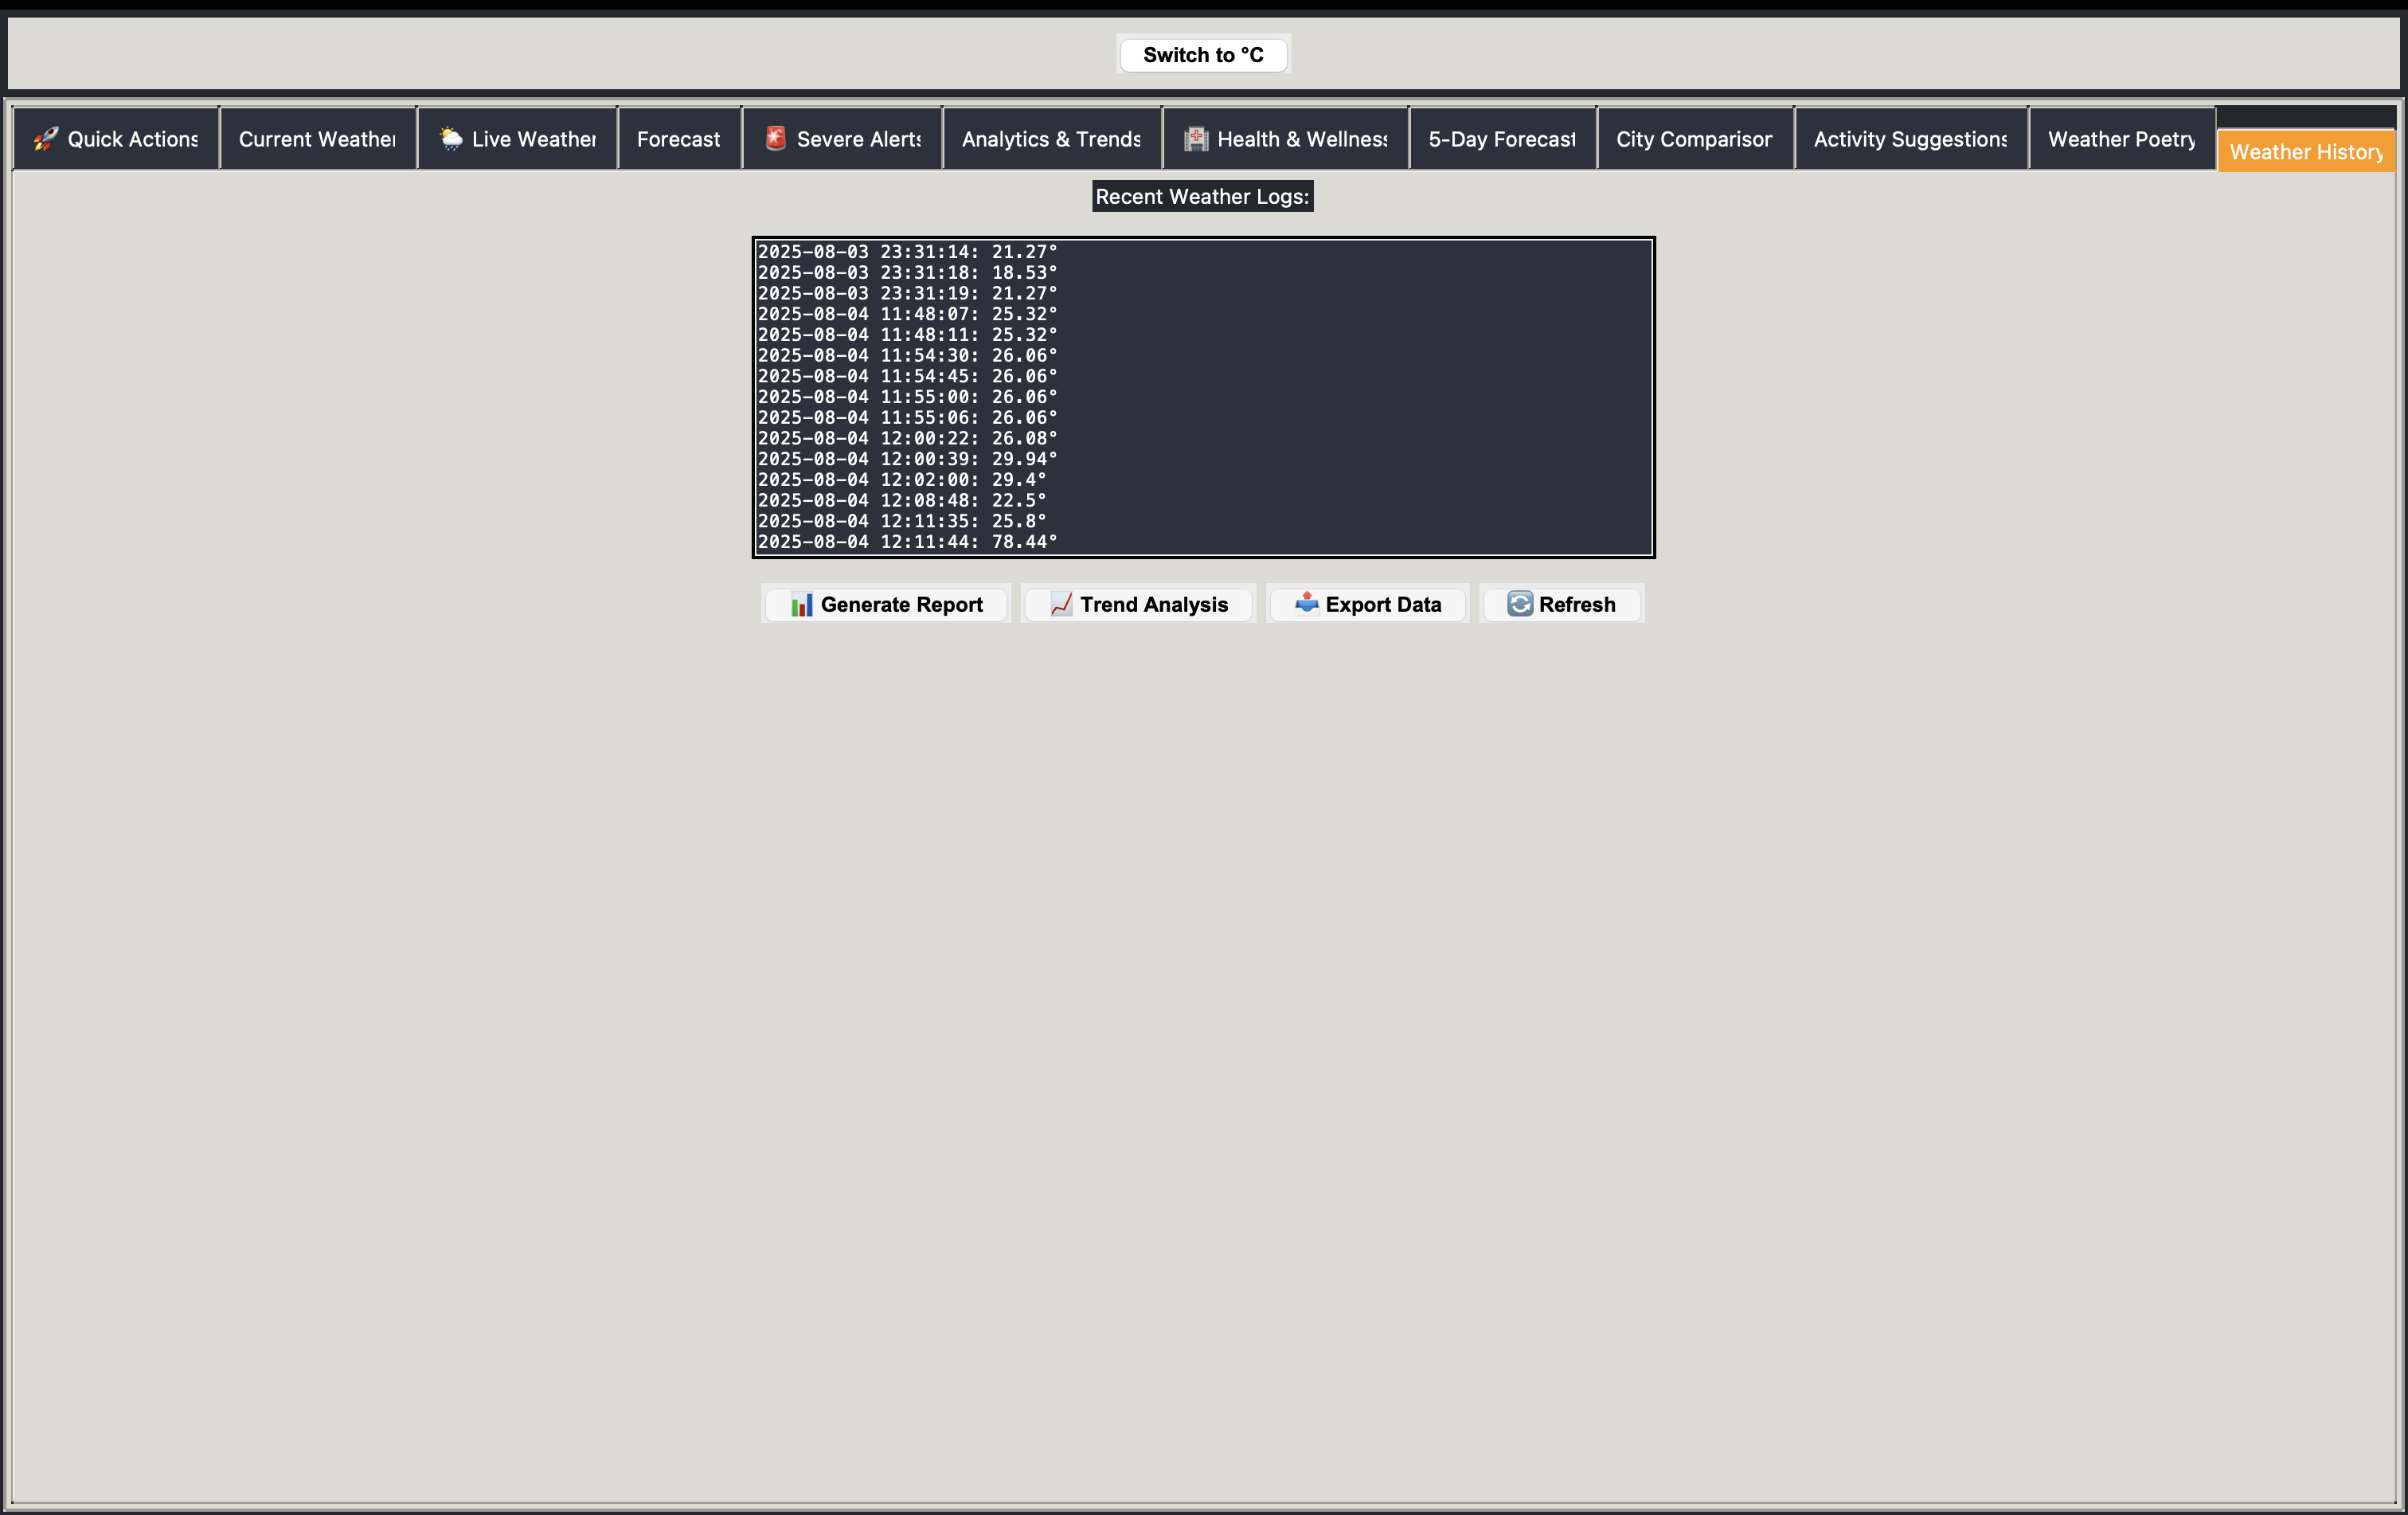 Switch to °C
Quick Actions Current Weather Live Weather Forecast Severe Alerts Analytics & Trends Health & Wellness 5-Day Forecast City Comparison Activity Suggestions Weather Poetry Weather History
Recent Weather Logs:
2025-08-03 23:31:14: 21.27°
2025-08-03 23:31:18: 18.53°
2025-08-03 23:31:19: 21.27°
2025-08-04 11:48:07: 25.32°
2025-08-04 11:48:11: 25.32°
2025-08-04 11:54:30: 26.06°
2025-08-04 11:54:45: 26.06°
2025-08-04 11:55:00: 26.06°
2025-08-04 11:55:06: 26.06°
2025-08-04 12:00:22: 26.08°
2025-08-04 12:00:39: 29.94°
2025-08-04 12:02:00: 29.4°
2025-08-04 12:08:48: 22.5°
2025-08-04 12:11:35: 25.8°
2025-08-04 12:11:44: 78.44°
Generate Report Trend Analysis Export Data Refresh